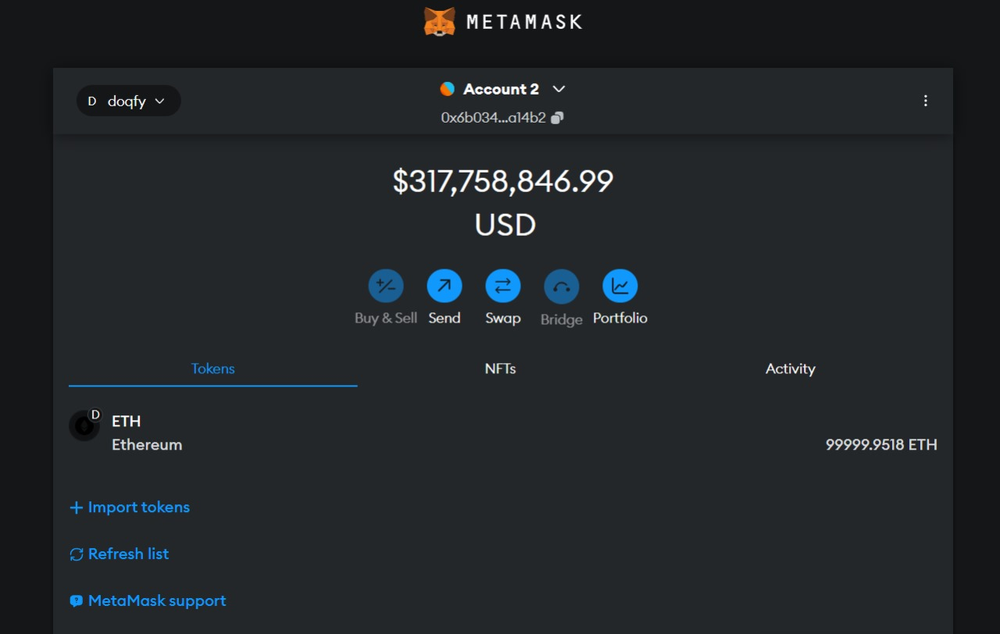 METAMASK
D doqfy
Account 2
0x6b034...a14b2
$317,758,846.99
USD
Buy & Sell
Send
Swap
Bridge
Portfolio
Tokens
NFTs
Activity
D
ETH
Ethereum
99999.9518 ETH
Import tokens
Refresh list
MetaMask support